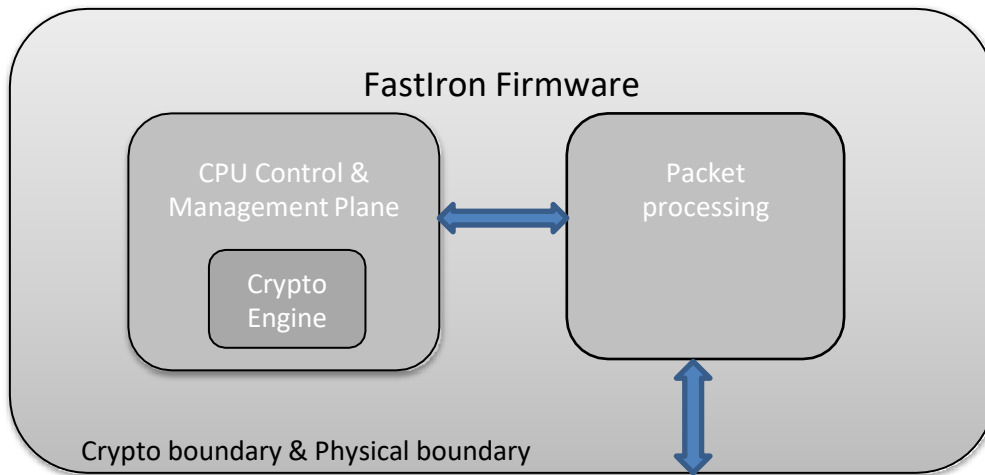 FastIron Firmware
CPU Control &
Management Plane
Packet
processing
Crypto
Engine
Crypto boundary & Physical boundary